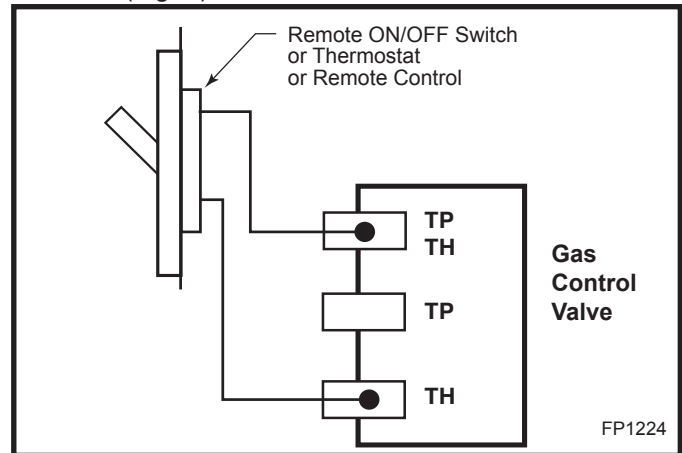 Remote ON/OFF Switch
or Thermostat
or Remote Control
TP
TH
TP
TH
Gas
Control
Valve
FP1224